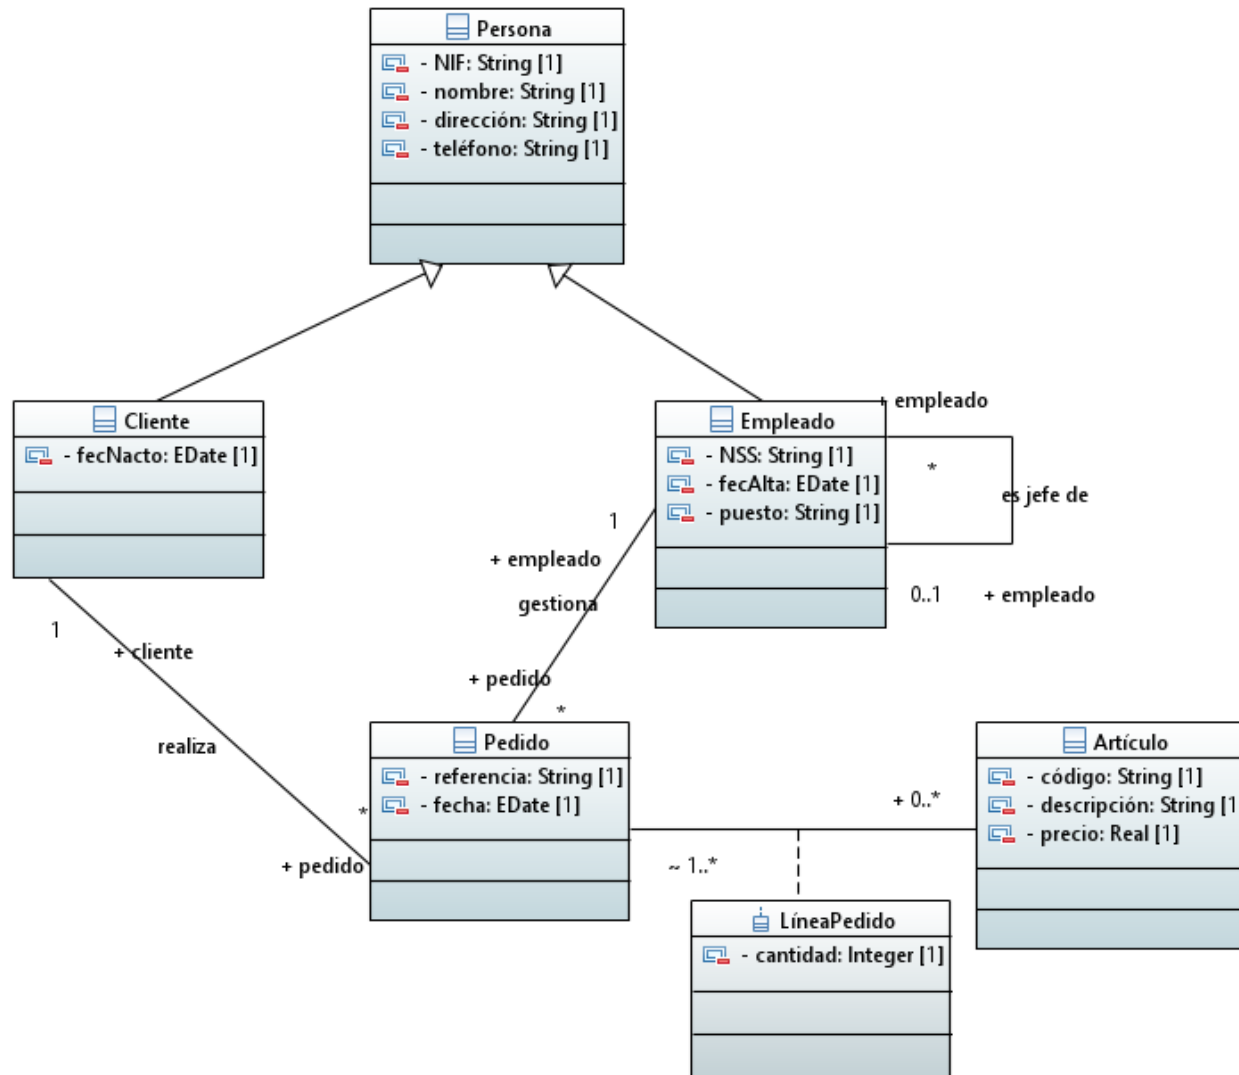 Persona
- NIF: String [1]
- nombre: String [1]
- dirección: String [1]
- teléfono: String [1]
Cliente
- fecNacto: EDate [1]
Empleado
- NSS: String [1]
- fecAlta: EDate [1]
- puesto: String [1]
+ empleado
*
es jefe de
0..1
+ empleado
1
+ empleado
gestiona
+ pedido
*
1
+ cliente
realiza
*
+ pedido
Pedido
- referencia: String [1]
- fecha: EDate [1]
~ 1..*
+ 0..*
Artículo
- código: String [1]
- descripción: String [1
- precio: Real [1]
LíneaPedido
- cantidad: Integer [1]